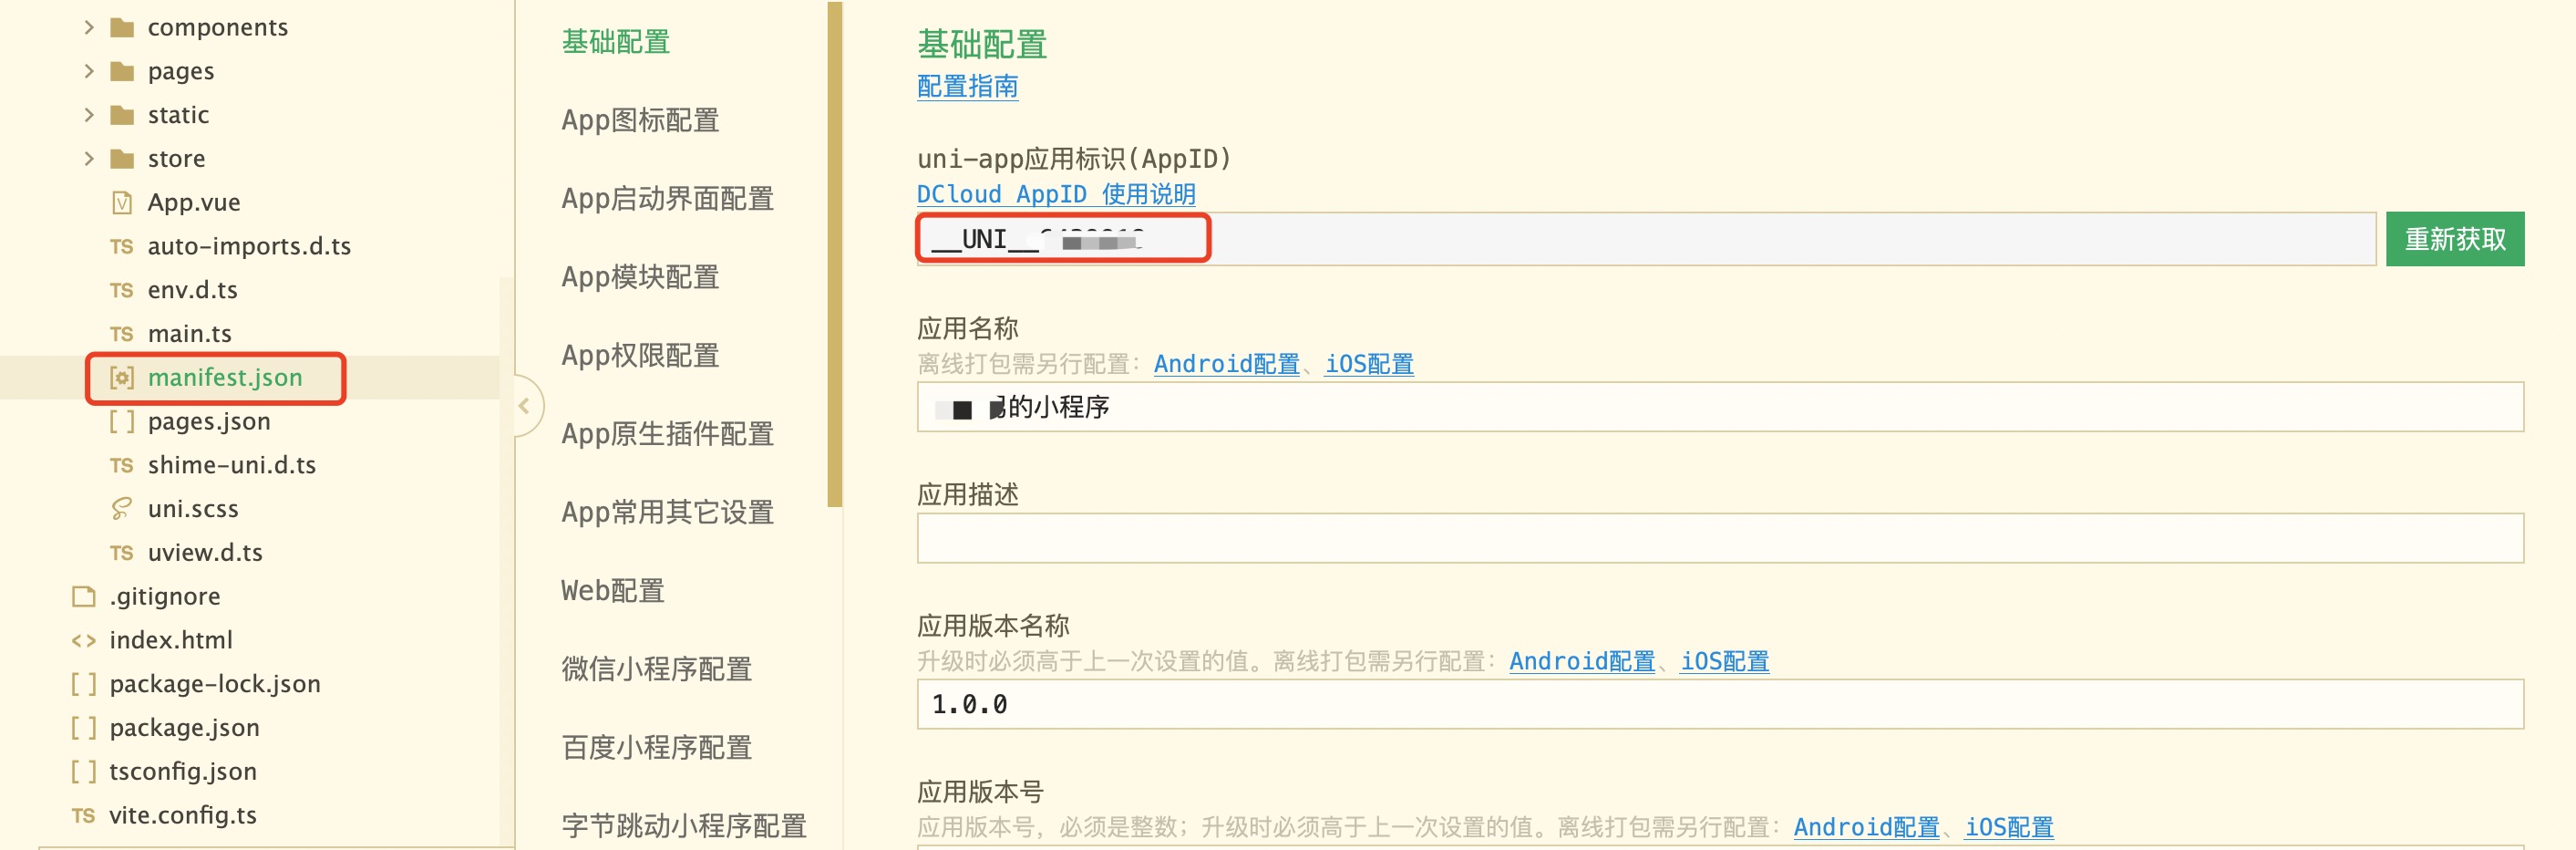 components
pages
static
store
App.vue
TS auto-imports.d.ts
TS env.d.ts
TS main.ts
manifest.json
[ ] pages.json
TS shime-uni.d.ts
uni.scss
TS uview.d.ts
.gitignore
<> index.html
[ ] package-lock.json
[ ] package.json
[ ] tsconfig.json
TS vite.config.ts
基础配置
App图标配置
App启动界面配置
App模块配置
App权限配置
App原生插件配置
App常用其它设置
Web配置
微信小程序配置
百度小程序配置
字节跳动小程序配置
基础配置
配置指南
uni-app应用标识(AppID)
DCloud AppID 使用说明
__UNI__
重新获取
应用名称
离线打包需另行配置：Android配置、iOS配置
的小程序
应用描述
应用版本名称
升级时必须高于上一次设置的值。离线打包需另行配置：Android配置、iOS配置
1.0.0
应用版本号
应用版本号，必须是整数；升级时必须高于上一次设置的值。离线打包需另行配置：Android配置、iOS配置